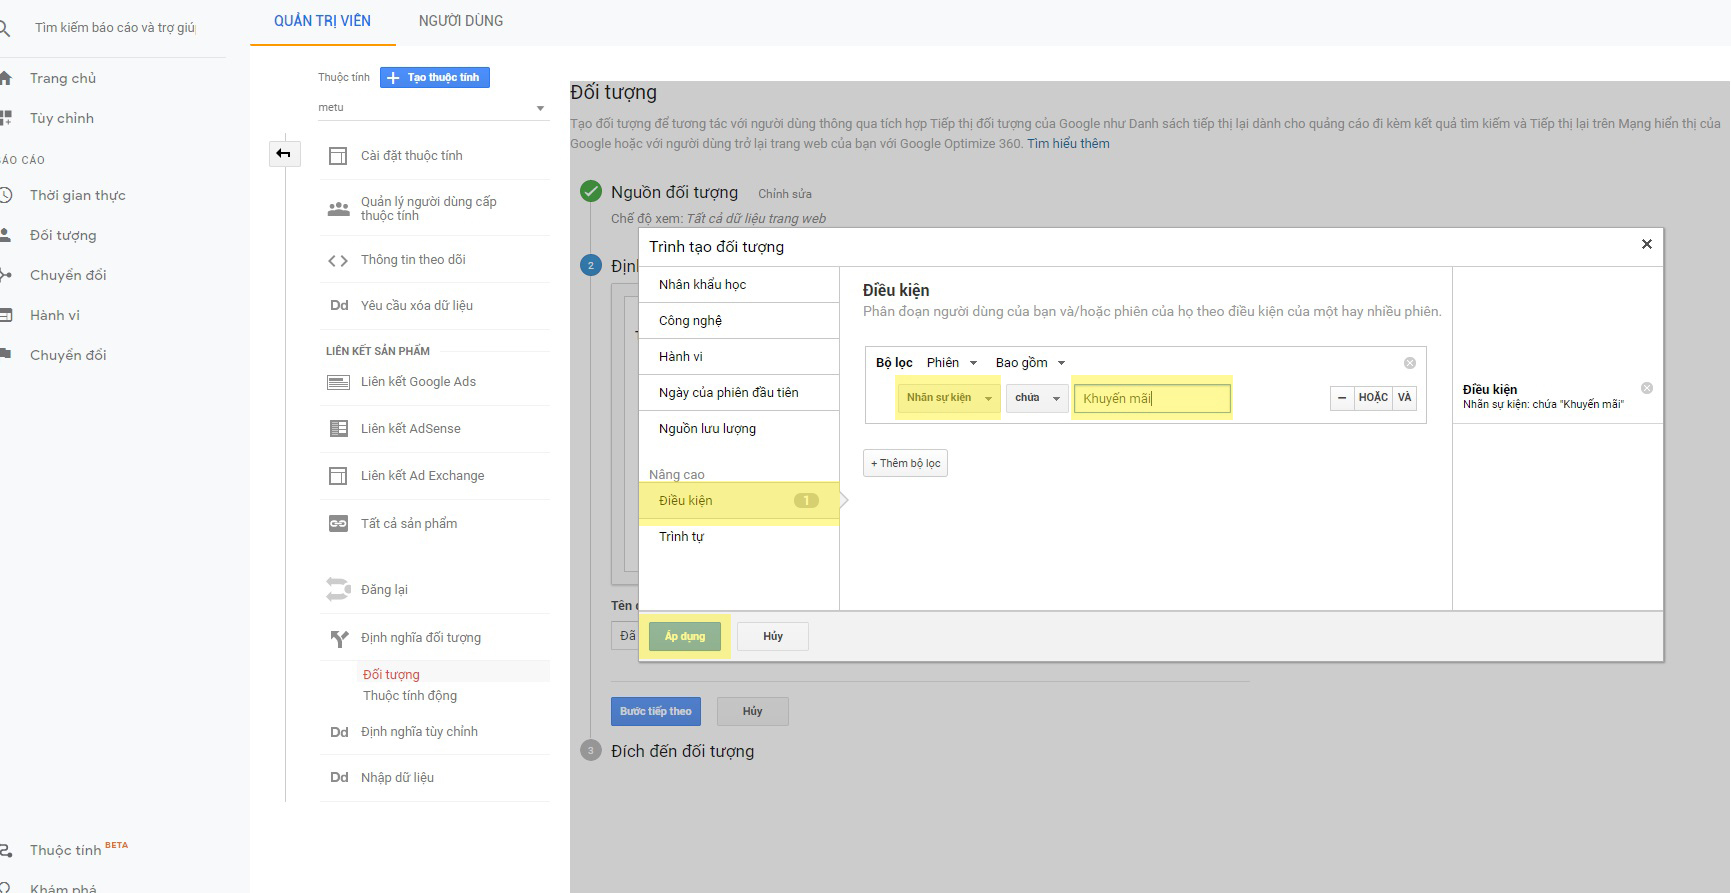 Tìm kiếm báo cáo và trợ giú
Trang chủ
Tùy chỉnh
BÁO CÁO
Thời gian thực
Đối tượng
Chuyển đổi
Hành vi
Chuyển đổi
Thuộc tính BETA
Khám phá
QUẢN TRỊ VIÊN
NGƯỜI DÙNG
Thuộc tính
Tạo thuộc tính
metu
Cài đặt thuộc tính
Quản lý người dùng cấp
thuộc tính
Thông tin theo dõi
Dd Yêu cầu xóa dữ liệu
LIÊN KẾT SẢN PHẨM
Liên kết Google Ads
Liên kết AdSense
Liên kết Ad Exchange
Tất cả sản phẩm
Đăng lại
Định nghĩa đối tượng
Đối tượng
Thuộc tính động
Dd Định nghĩa tùy chỉnh
Dd Nhập dữ liệu
Đối tượng
Tạo đối tượng để tương tác với người dùng thông qua tích hợp Tiếp thị đối tượng của Google như Danh sách tiếp thị lại dành cho quảng cáo đi kèm kết quả tìm kiếm và Tiếp thị lại trên Mạng hiển thị của
Google hoặc với người dùng trở lại trang web của bạn với Google Optimize 360. Tìm hiểu thêm
Nguồn đối tượng Chỉnh sửa
Chế độ xem: Tất cả dữ liệu trang web
2 Địn
Trình tạo đối tượng
Nhân khẩu học
Công nghệ
Hành vi
Ngày của phiên đầu tiên
Nguồn lưu lượng
Nâng cao
Điều kiện 1
Trình tự
Điều kiện
Phân đoạn người dùng của bạn và/hoặc phiên của họ theo điều kiện của một hay nhiều phiên.
Bộ lọc Phiên Bao gồm
Nhãn sự kiện chứa Khuyến mãi HOẶC VÀ
+ Thêm bộ lọc
Điều kiện
Nhãn sự kiện: chứa "Khuyến mãi"
Áp dụng Hủy
Tên
Đã
Bước tiếp theo Hủy
3 Đích đến đối tượng